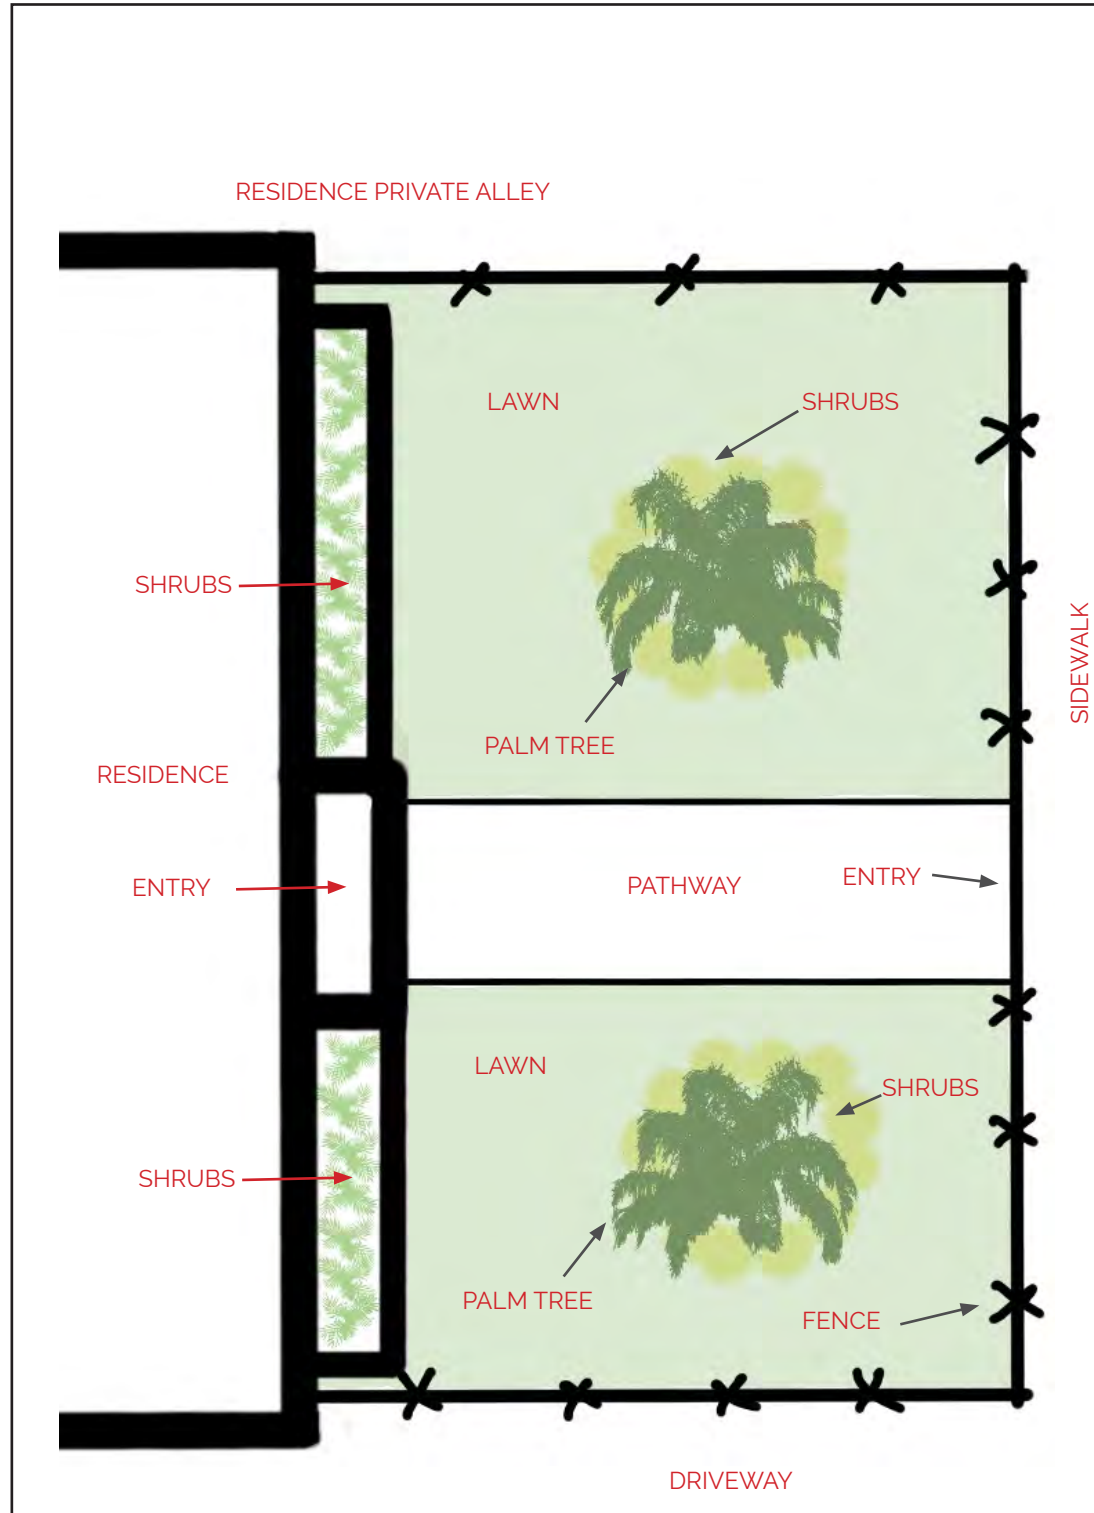 RESIDENCE PRIVATE ALLEY
LAWN
SHRUBS
SHRUBS
SIDEWALK
PALM TREE
RESIDENCE
ENTRY
PATHWAY
ENTRY
LAWN
SHRUBS
SHRUBS
PALM TREE
FENCE
DRIVEWAY